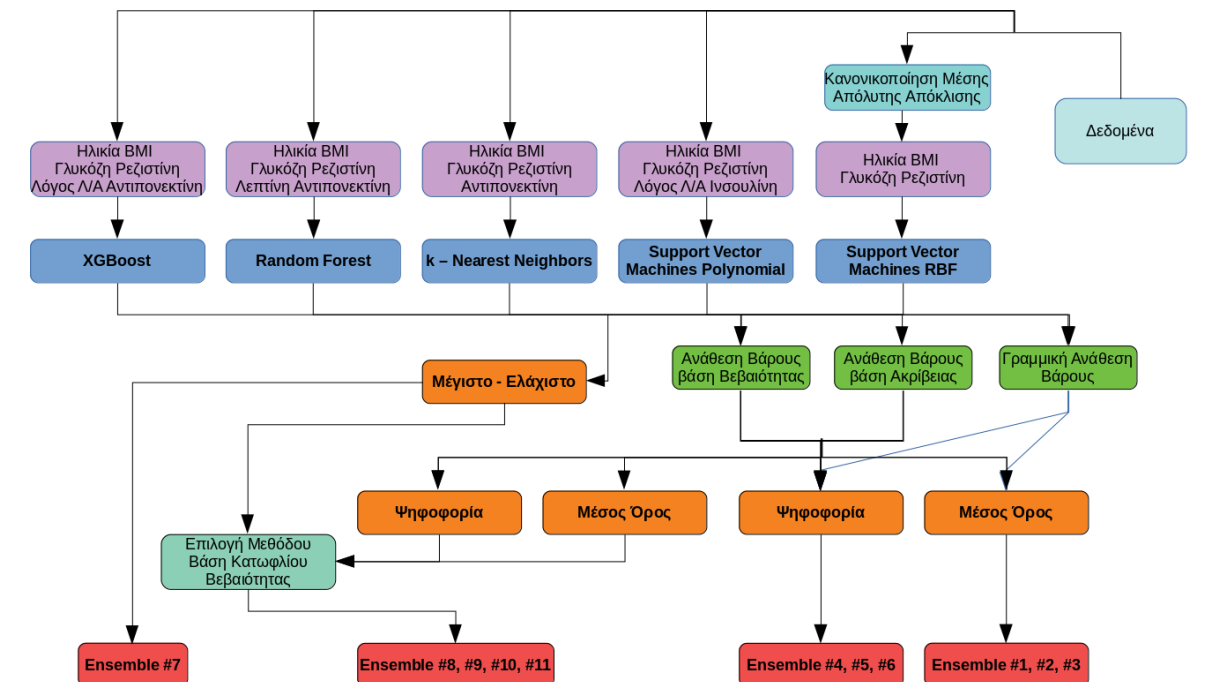 Κανονικοποίηση Μέσης
Απόλυτης Απόκλισης
Δεδομένα
Ηλικία BMI
Γλυκόζη Ρεζιστίνη
Λόγος Λ/Α Αντιπονεκτίνη
Ηλικία BMI
Γλυκόζη Ρεζιστίνη
Λεπτίνη Αντιπονεκτίνη
Ηλικία BMI
Γλυκόζη Ρεζιστίνη
Αντιπονεκτίνη
Ηλικία BMI
Γλυκόζη Ρεζιστίνη
Λόγος Λ/Α Ινσουλίνη
Ηλικία BMI
Γλυκόζη Ρεζιστίνη
XGBoost
Random Forest
k – Nearest Neighbors
Support Vector
Machines Polynomial
Support Vector
Machines RBF
Μέγιστο - Ελάχιστο
Ανάθεση Βάρους
βάση Βεβαιότητας
Ανάθεση Βάρους
βάση Ακρίβειας
Γραμμική Ανάθεση
Βάρους
Ψηφοφορία
Μέσος Όρος
Ψηφοφορία
Μέσος Όρος
Επιλογή Μεθόδου
Βάση Κατωφλίου
Βεβαιότητας
Ensemble #7
Ensemble #8, #9, #10, #11
Ensemble #4, #5, #6
Ensemble #1, #2, #3